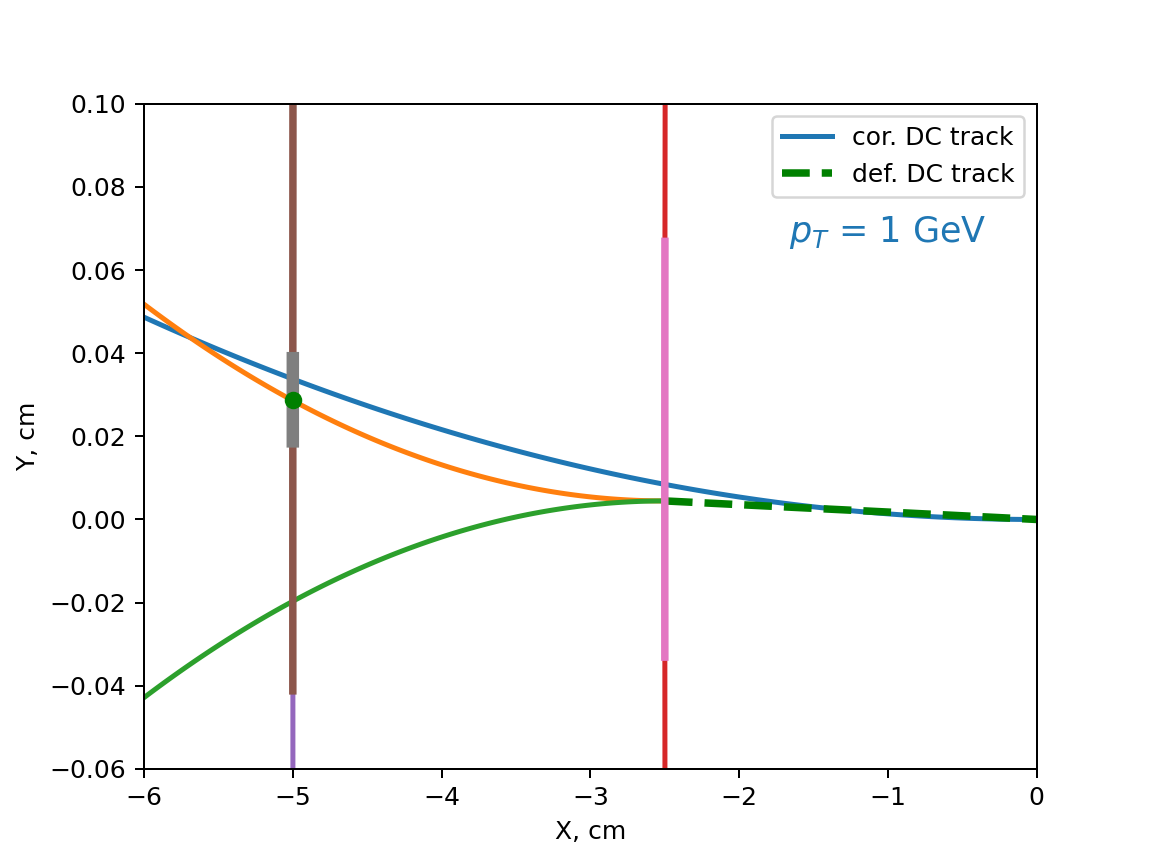 0.10
0.08
0.06
0.04
0.02
0.00
−0.02
−0.04
−0.06
Y, cm
cor. DC track
def. DC track
p_T = 1 GeV
−6 −5 −4 −3 −2 −1 0
X, cm